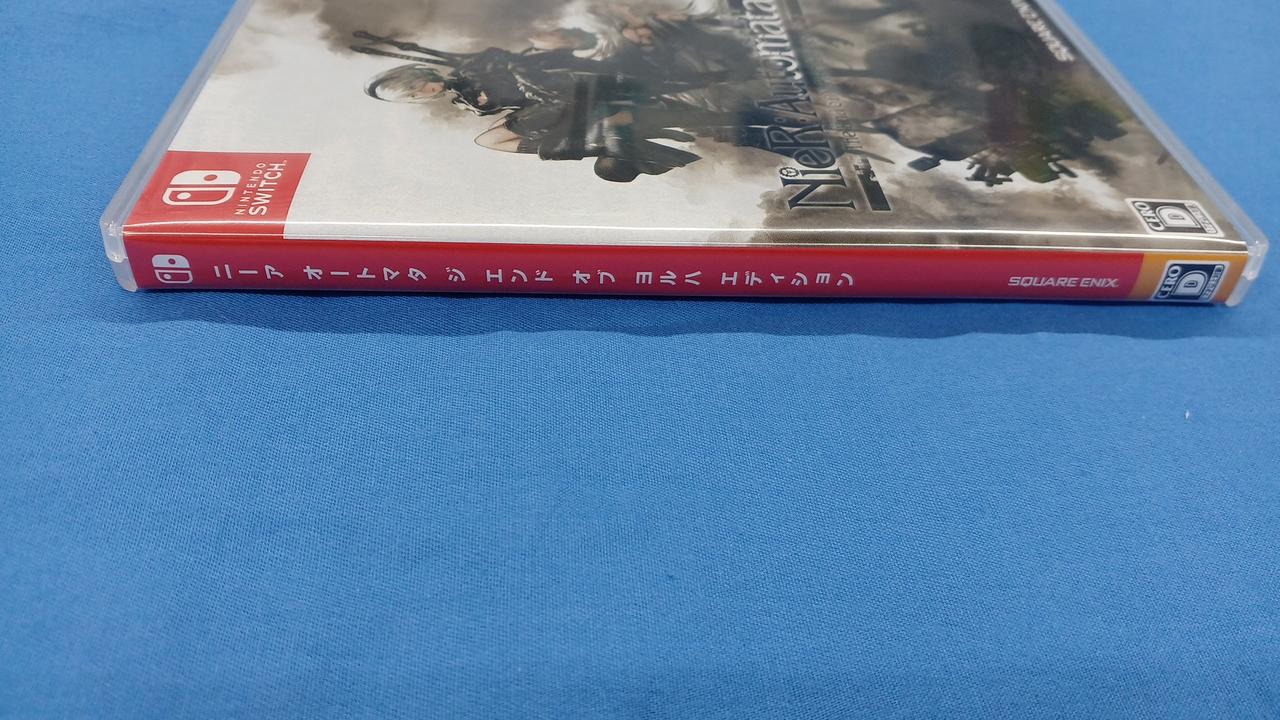 NieR:Automata
NINTENDO
SWITCH
CERO
D
ニーア オートマタ ジ エンド オブ ヨルハ エディション
SQUARE ENIX
CERO
D